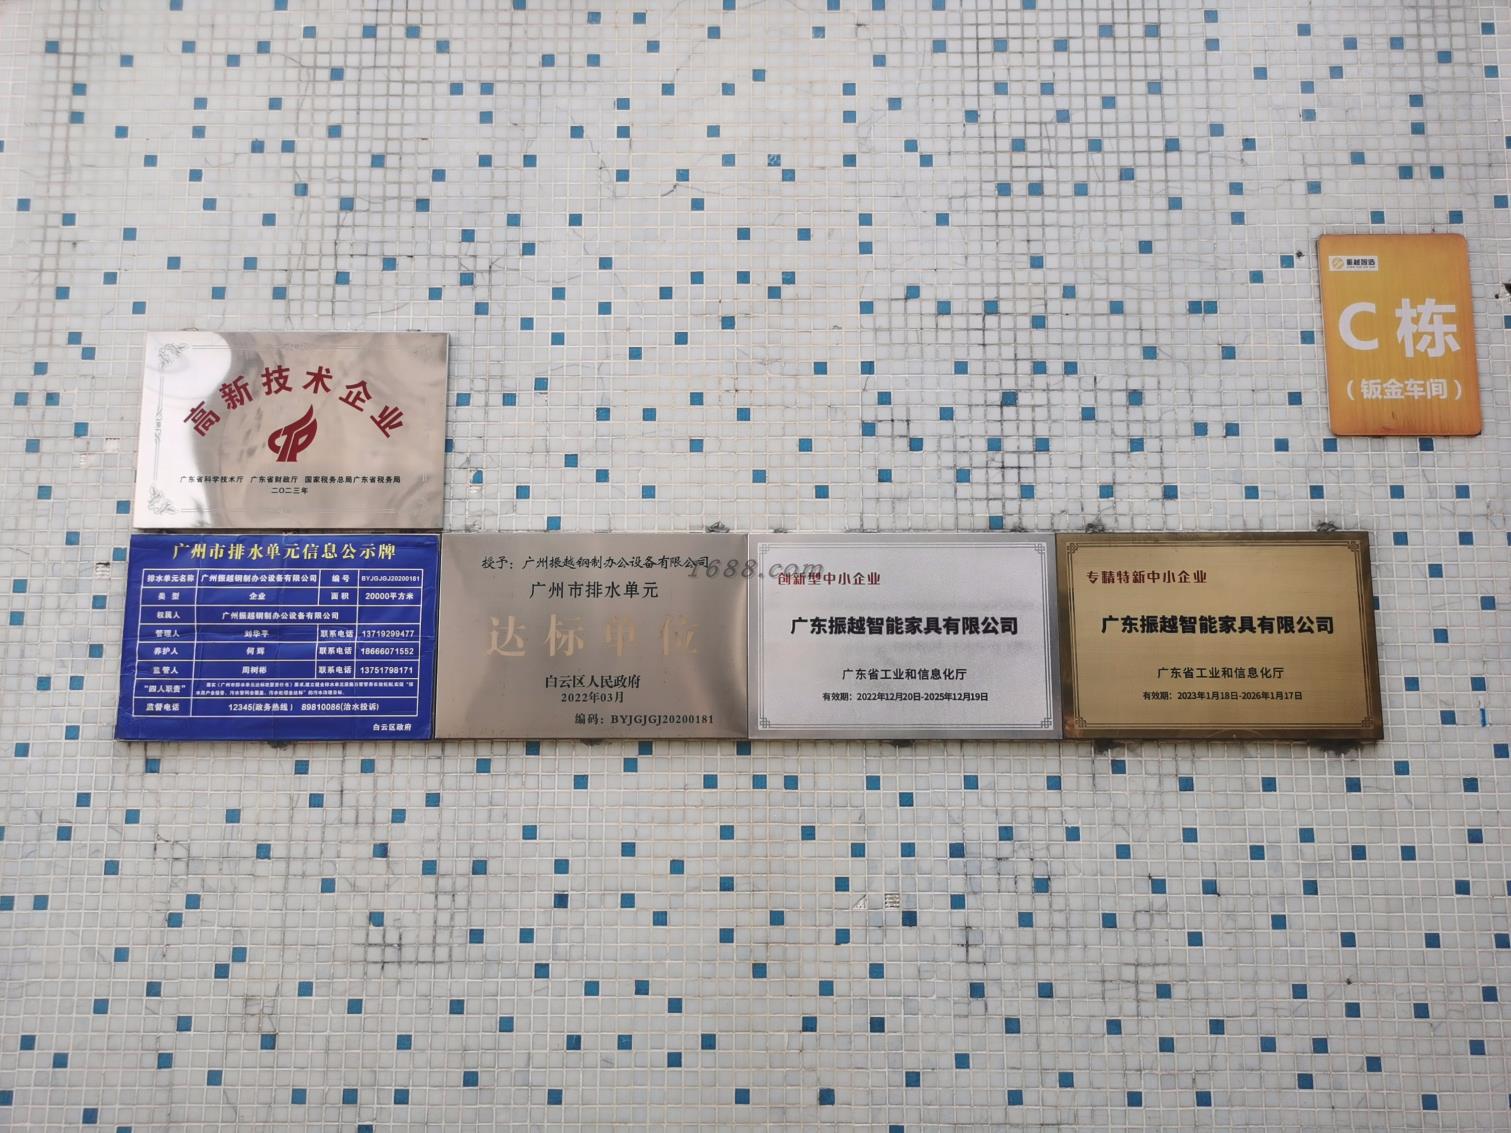 振越智造
C栋
（钣金车间）
高新技术企业
广东省科学技术厅 广东省财政厅 国家税务总局广东省税务局
二〇二三年
广州市排水单元信息公示牌
排水单元名称 广州振越钢制办公设备有限公司 编号 BYJGJGJ20200181
类型 企业 面积 20000平方米
权属人 广州振越钢制办公设备有限公司
管理人 刘华平 联系电话 13719299477
养护人 何辉 联系电话 18666071552
监管人 周树彬 联系电话 13751798171
“四人职责”
监督电话 12345(政务热线) 89810086(治水投诉)
白云区政府
授予：广州振越钢制办公设备有限公司
广州市排水单元
达标单位
白云区人民政府
2022年03月
编码：BYJGJGJ20200181
1688.com
创新型中小企业
广东振越智能家具有限公司
广东省工业和信息化厅
有效期：2022年12月20日-2025年12月19日
专精特新中小企业
广东振越智能家具有限公司
广东省工业和信息化厅
有效期：2023年1月18日-2026年1月17日